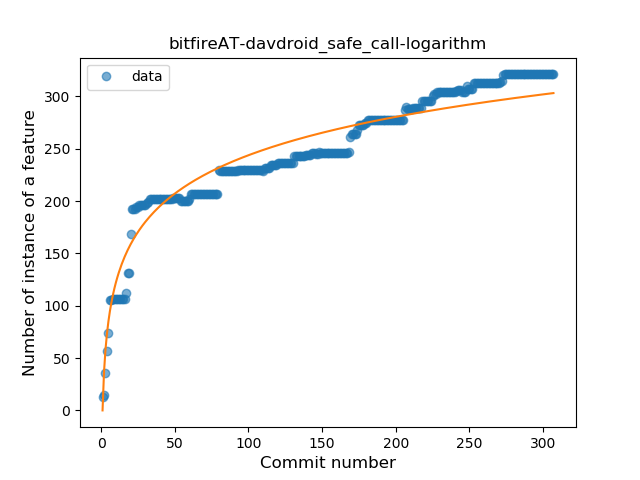 bitfireAT-davdroid_safe_call-logarithm
data
Number of instance of a feature
300
250
200
150
100
50
0
0 50 100 150 200 250 300
Commit number